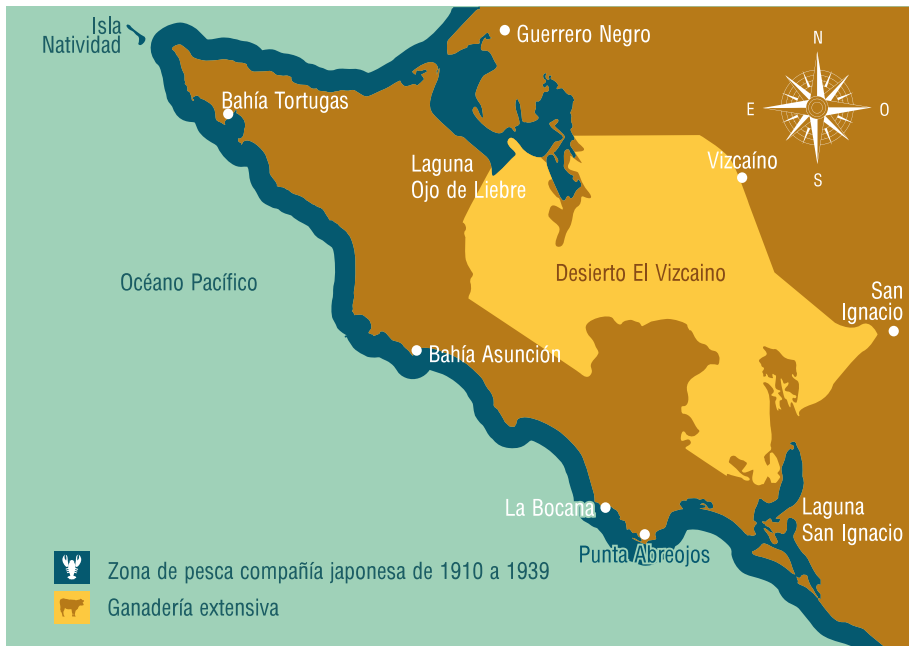 Isla
Natividad
Guerrero Negro
N
Bahía Tortugas
E
O
S
Laguna
Ojo de Liebre
Vizcaíno
Océano Pacífico
Desierto El Vizcaino
San
Ignacio
Bahía Asunción
La Bocana
Laguna
San Ignacio
Punta Abreojos
Zona de pesca compañía japonesa de 1910 a 1939
Ganadería extensiva